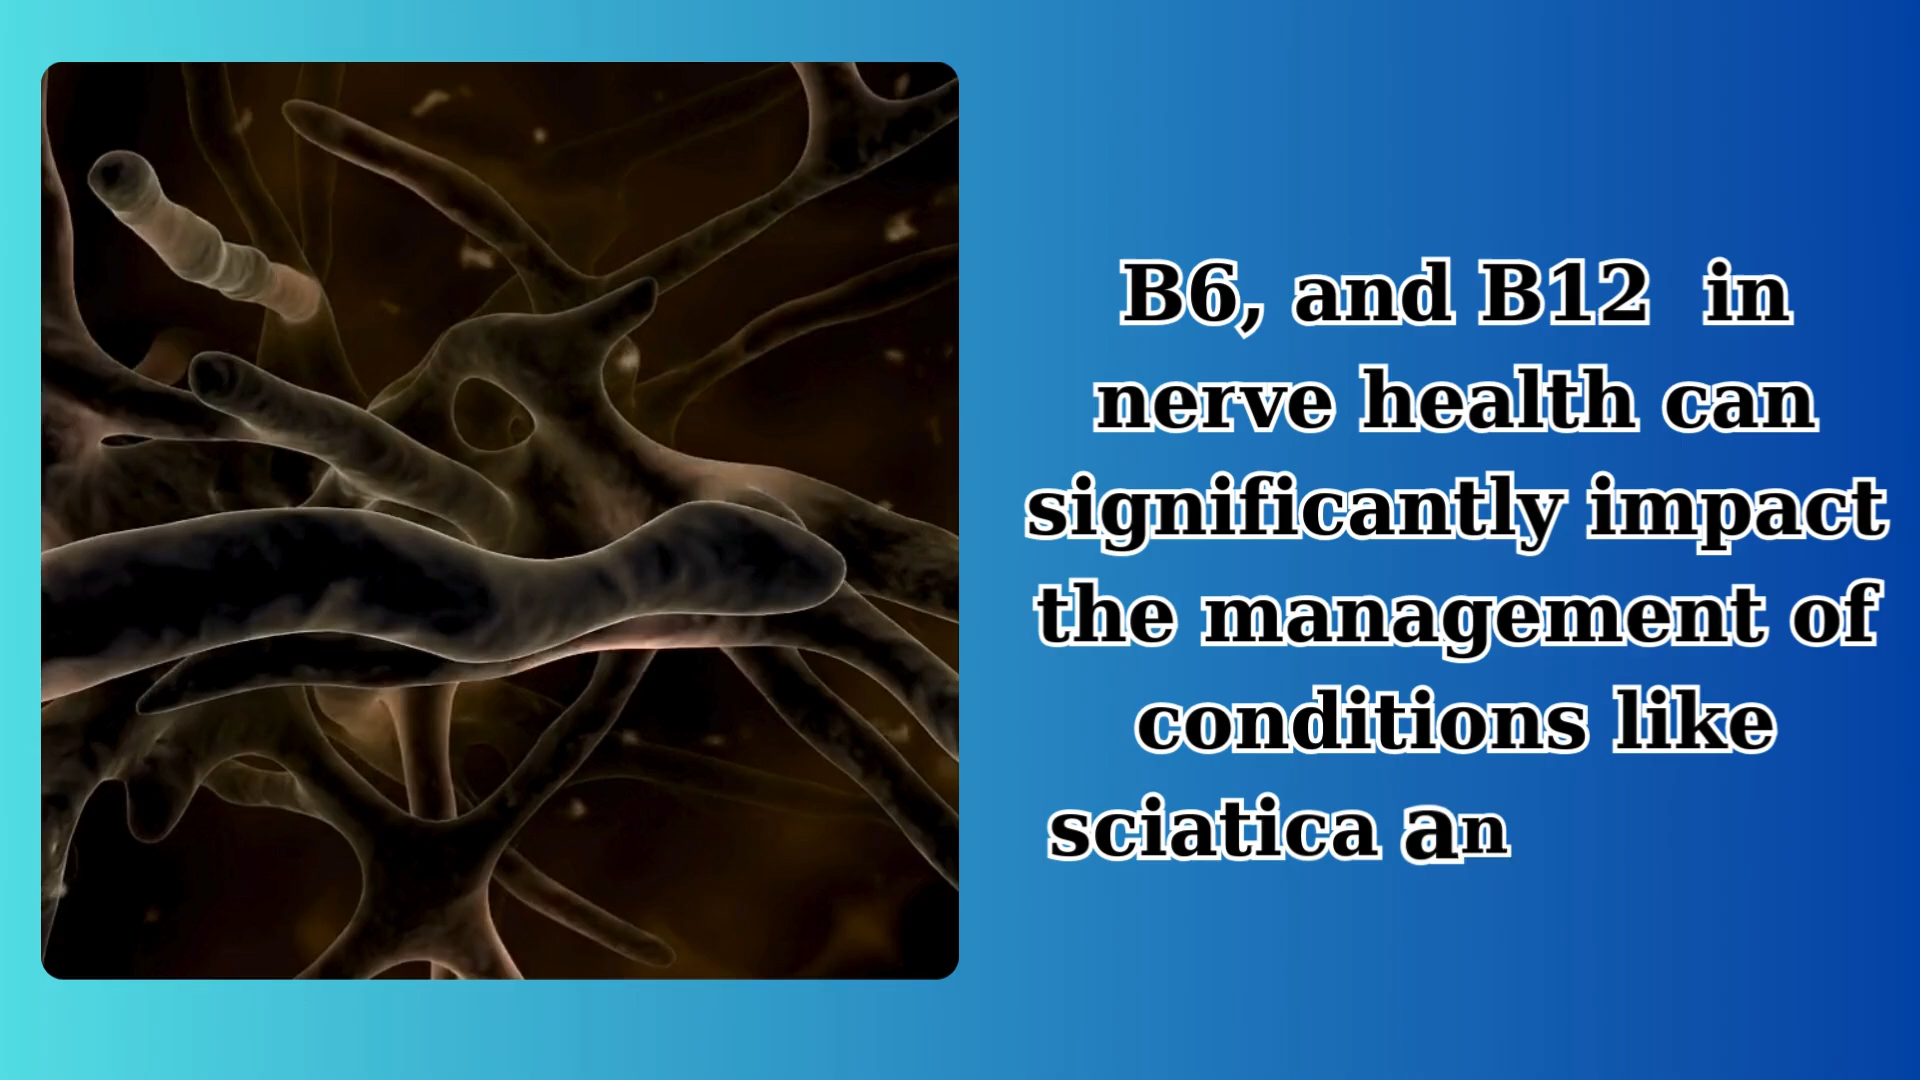 B6, and B12  in
nerve health can
significantly impact
the management of
conditions like
sciatica an